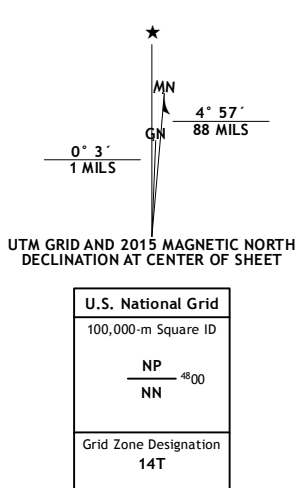 ★
MN
4° 57´
88 MILS
GN
0° 3´
1 MILS
UTM GRID AND 2015 MAGNETIC NORTH
DECLINATION AT CENTER OF SHEET
U.S. National Grid
100,000-m Square ID
NP
4800
NN
Grid Zone Designation
14T